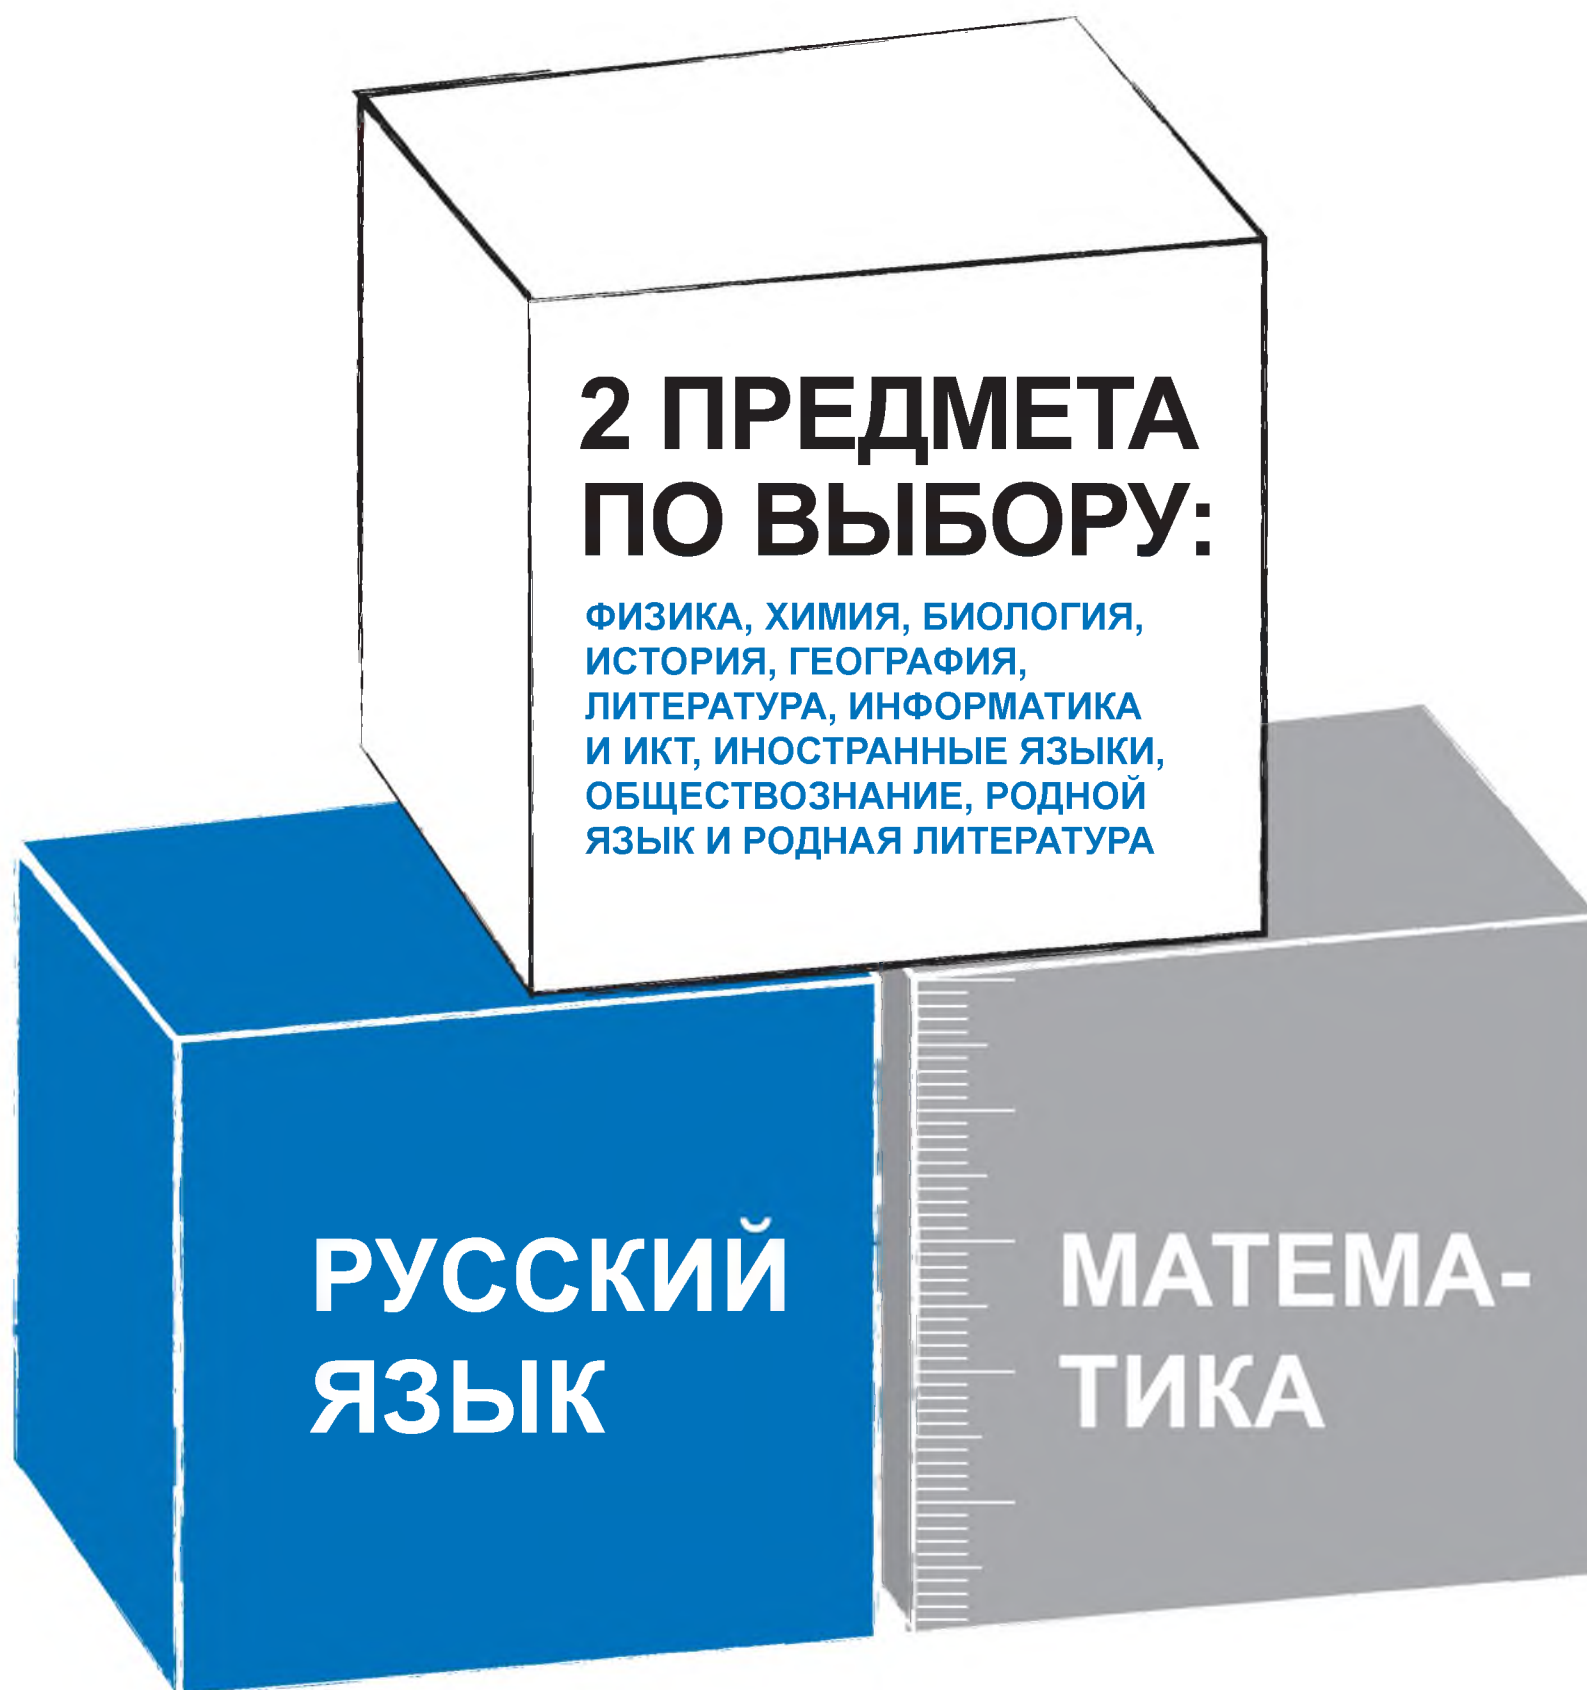 2 ПРЕДМЕТА
ПО ВЫБОРУ:
ФИЗИКА, ХИМИЯ, БИОЛОГИЯ,
ИСТОРИЯ, ГЕОГРАФИЯ,
ЛИТЕРАТУРА, ИНФОРМАТИКА
И ИКТ, ИНОСТРАННЫЕ ЯЗЫКИ,
ОБЩЕСТВОЗНАНИЕ, РОДНОЙ
ЯЗЫК И РОДНАЯ ЛИТЕРАТУРА
РУССКИЙ
ЯЗЫК
МАТЕМА-
ТИКА